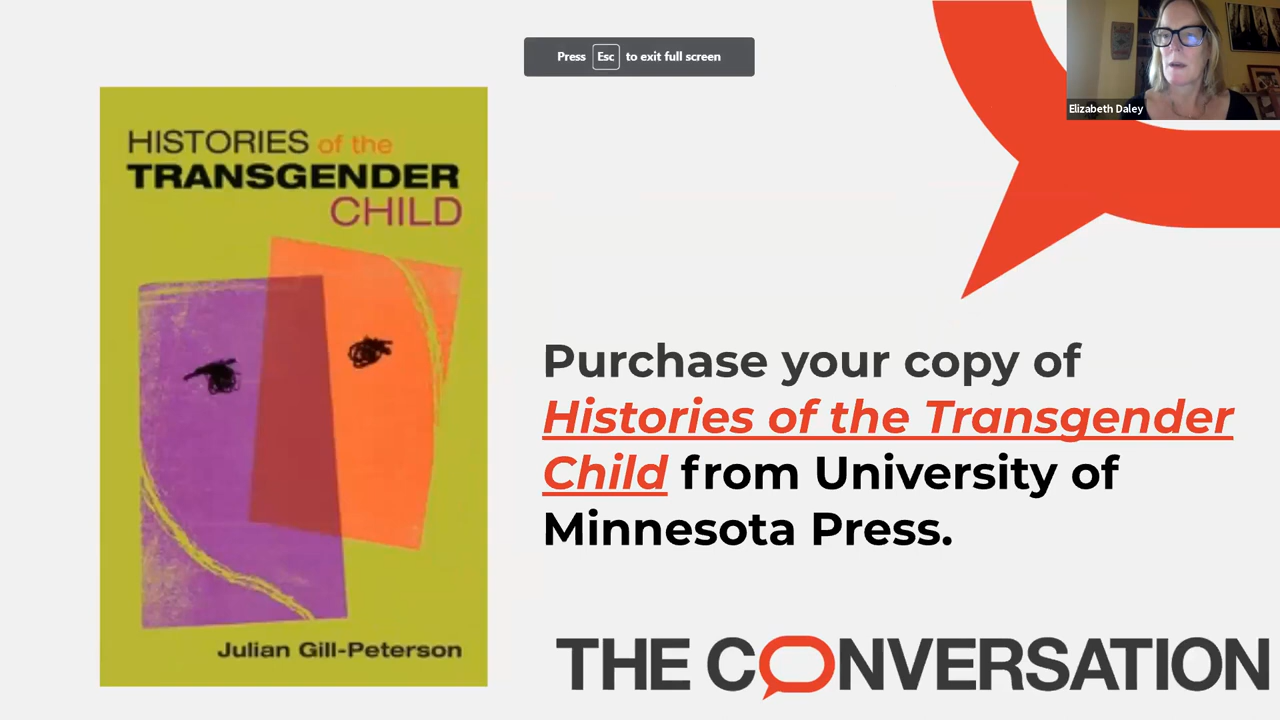 Press Esc to exit full screen
Elizabeth Daley
HISTORIES of the
TRANSGENDER
CHILD
Julian Gill-Peterson
Purchase your copy of
Histories of the Transgender
Child from University of
Minnesota Press.
THE CONVERSATION